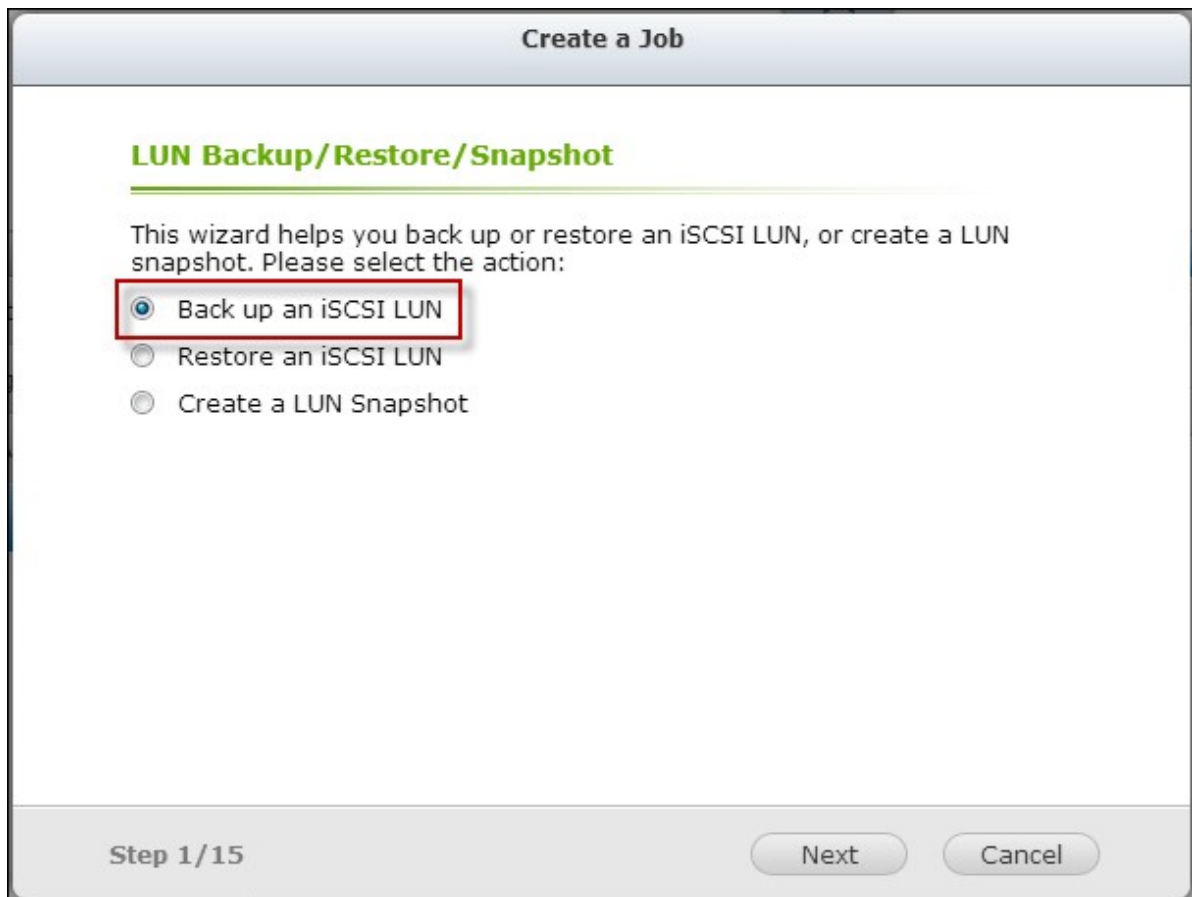 Create a Job
LUN Backup/Restore/Snapshot
This wizard helps you back up or restore an iSCSI LUN, or create a LUN
snapshot. Please select the action:
Back up an iSCSI LUN
Restore an iSCSI LUN
Create a LUN Snapshot
Step 1/15
Next
Cancel